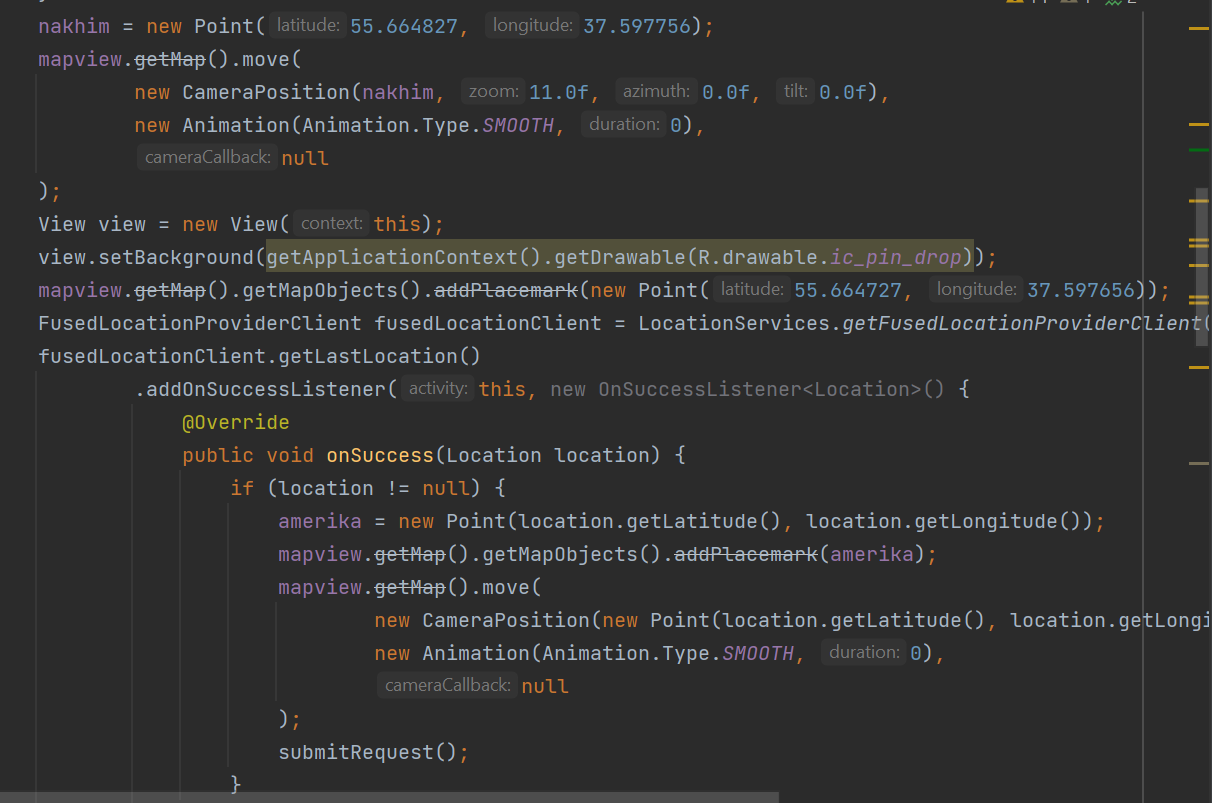 nakhim = new Point( latitude: 55.664827, longitude: 37.597756);
mapview.getMap().move(
new CameraPosition(nakhim, zoom: 11.0f, azimuth: 0.0f, tilt: 0.0f),
new Animation(Animation.Type.SMOOTH, duration: 0),
cameraCallback: null
);
View view = new View( context: this);
view.setBackground(getApplicationContext().getDrawable(R.drawable.ic_pin_drop));
mapview.getMap().getMapObjects().addPlacemark(new Point( latitude: 55.664727, longitude: 37.597656));
FusedLocationProviderClient fusedLocationClient = LocationServices.getFusedLocationProviderClient(
fusedLocationClient.getLastLocation()
.addOnSuccessListener( activity: this, new OnSuccessListener<Location>() {
@Override
public void onSuccess(Location location) {
if (location != null) {
amerika = new Point(location.getLatitude(), location.getLongitude());
mapview.getMap().getMapObjects().addPlacemark(amerika);
mapview.getMap().move(
new CameraPosition(new Point(location.getLatitude(), location.getLongi
new Animation(Animation.Type.SMOOTH, duration: 0),
cameraCallback: null
);
submitRequest();
}